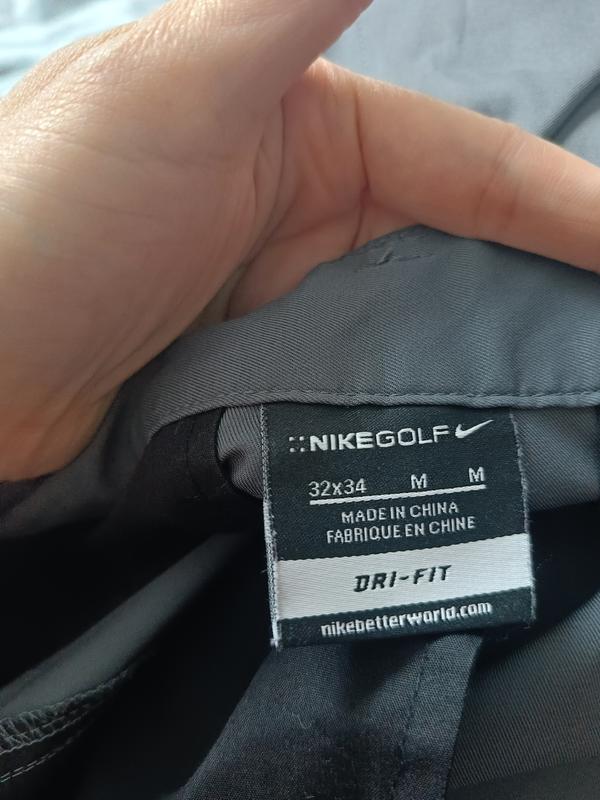 NIKEGOLF
32x34 M M
MADE IN CHINA
FABRIQUE EN CHINE
DRI-FIT
nikebetterworld.com